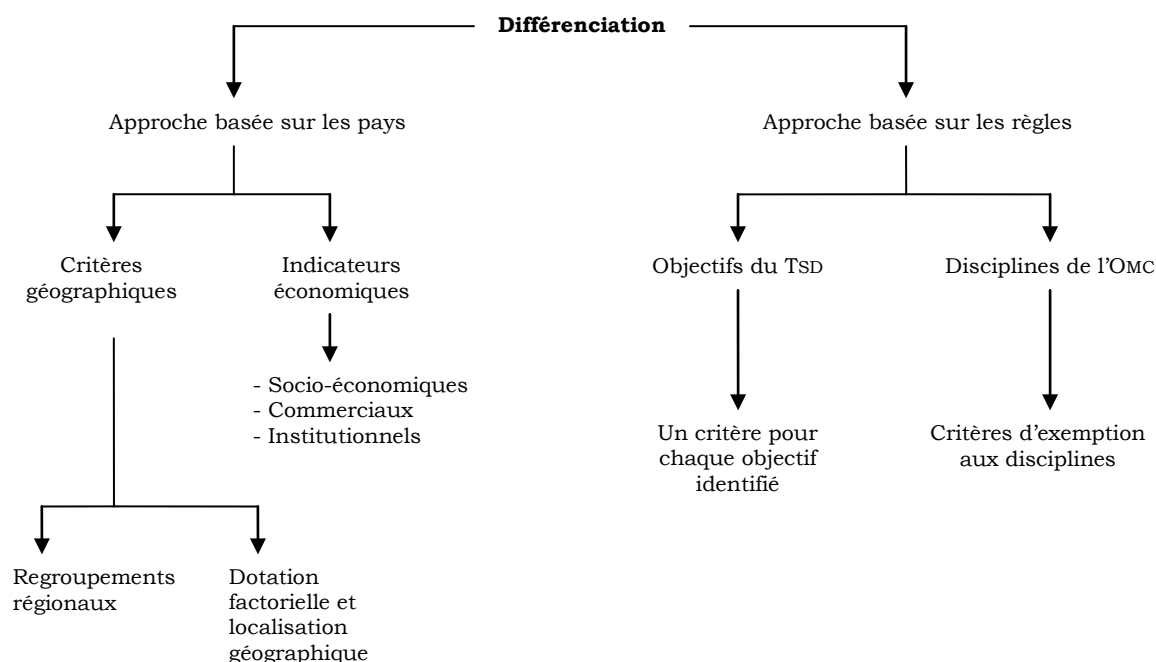 Différenciation
Approche basée sur les pays
Approche basée sur les règles
Critères
géographiques
Indicateurs
économiques
Objectifs du TSD
Disciplines de l’OMC
- Socio-économiques
- Commerciaux
- Institutionnels
Un critère pour
chaque objectif
identifié
Critères d’exemption
aux disciplines
Regroupements
régionaux
Dotation
factorielle et
localisation
géographique